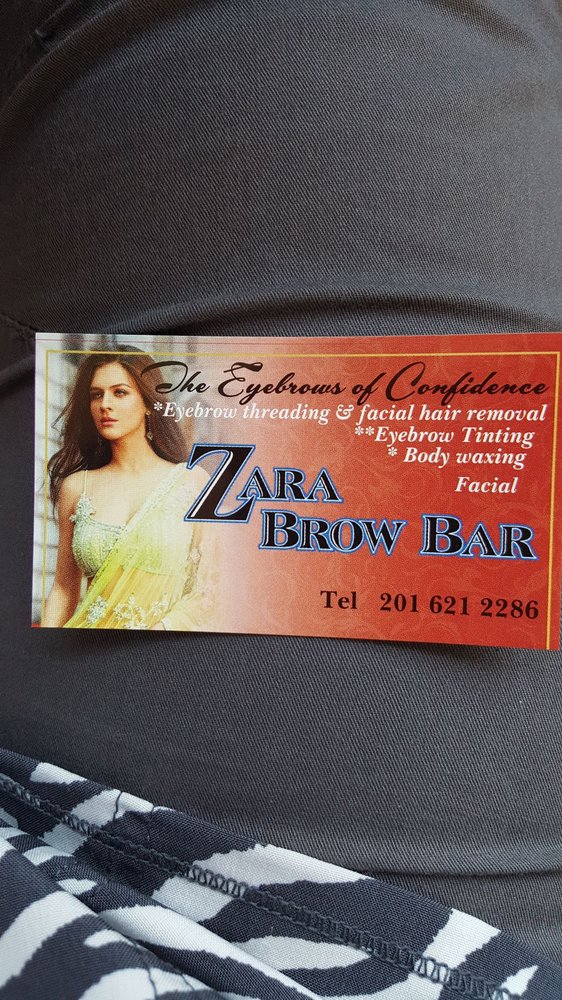 The Eyebrows of Confidence
*Eyebrow threading & facial hair removal
**Eyebrow Tinting
* Body waxing
Facial
ZARA
BROW BAR
Tel 201 621 2286